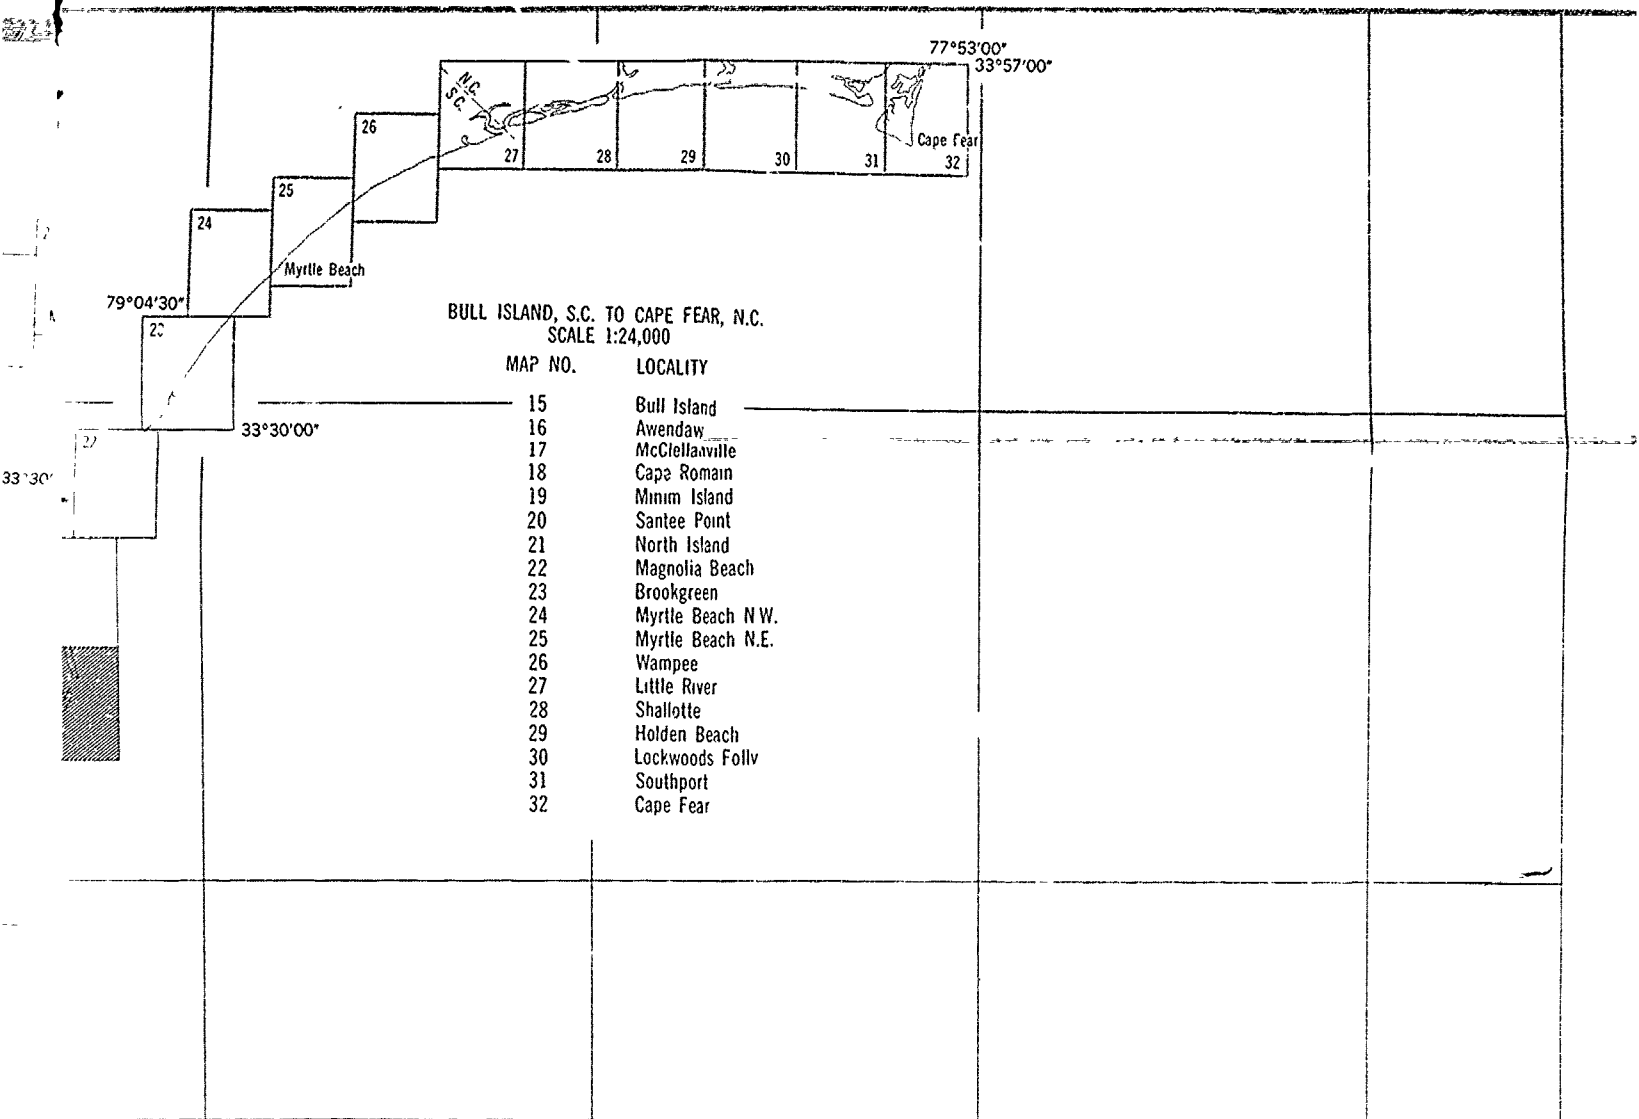 77°53′00″
33°57′00″
N.C.
S.C.
26
27
28
29
30
31
Cape Fear
32
25
24
Myrtle Beach
79°04′30″
33°30′00″
33°30′
BULL ISLAND, S.C. TO CAPE FEAR, N.C.
SCALE 1:24,000
MAP NO. LOCALITY
15 Bull Island
16 Awendaw
17 McClellanville
18 Cape Romain
19 Minim Island
20 Santee Point
21 North Island
22 Magnolia Beach
23 Brookgreen
24 Myrtle Beach N W.
25 Myrtle Beach N.E.
26 Wampee
27 Little River
28 Shallotte
29 Holden Beach
30 Lockwoods Folly
31 Southport
32 Cape Fear